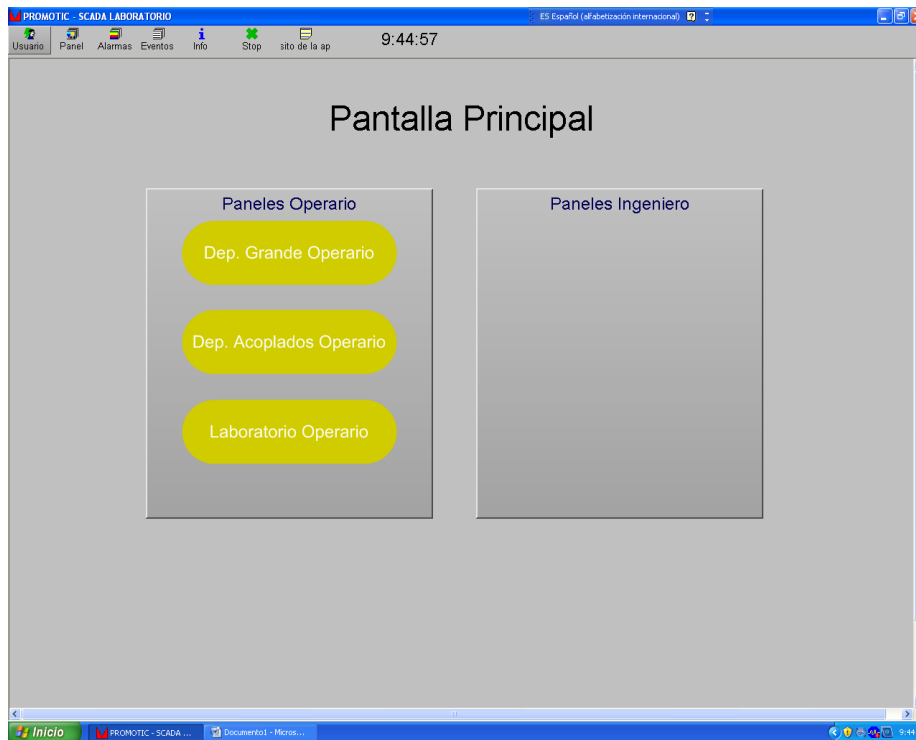 PROMOTIC - SCADA LABORATORIO
ES Español (alfabetización internacional)
Usuario Panel Alarmas Eventos Info Stop sito de la ap 9:44:57
Pantalla Principal
Paneles Operario
Dep. Grande Operario
Dep. Acoplados Operario
Laboratorio Operario
Paneles Ingeniero
Inicio PROMOTIC - SCADA ... Documento1 - Micros... 9:44